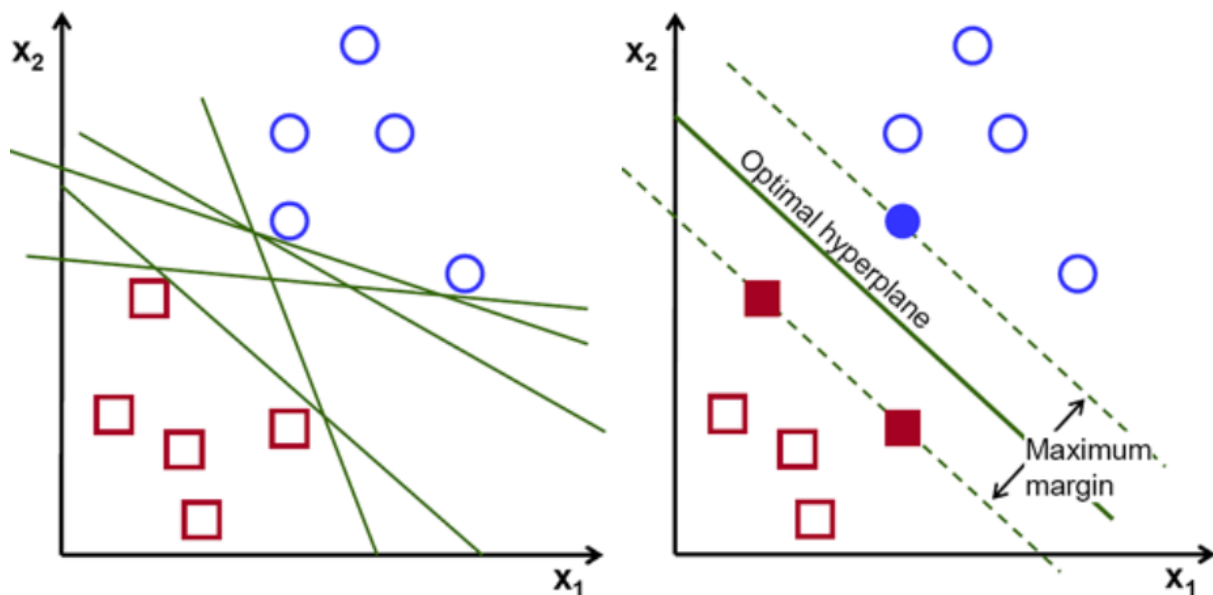 x₂
x₁
x₂
Optimal hyperplane
Maximum
margin
x₁